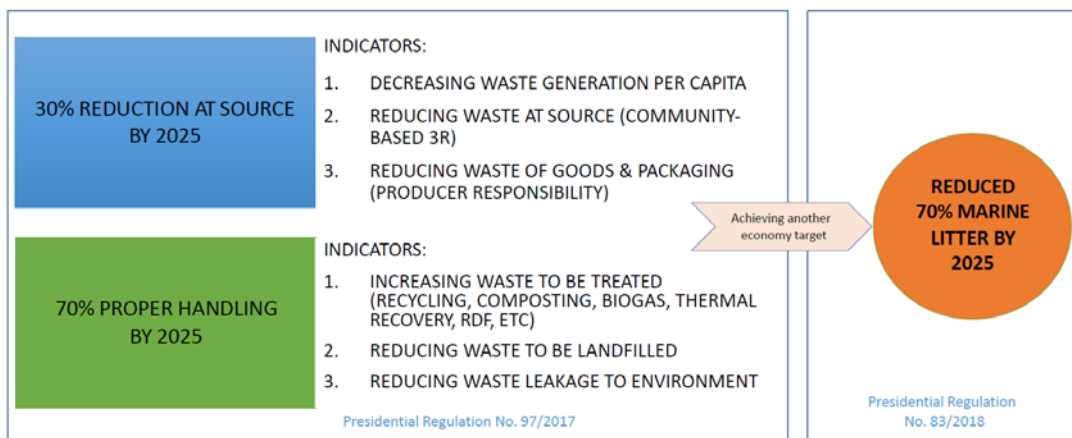 30% REDUCTION AT SOURCE
BY 2025
INDICATORS:
1. DECREASING WASTE GENERATION PER CAPITA
2. REDUCING WASTE AT SOURCE (COMMUNITY-
BASED 3R)
3. REDUCING WASTE OF GOODS & PACKAGING
(PRODUCER RESPONSIBILITY)
70% PROPER HANDLING
BY 2025
INDICATORS:
1. INCREASING WASTE TO BE TREATED
(RECYCLING, COMPOSTING, BIOGAS, THERMAL
RECOVERY, RDF, ETC)
2. REDUCING WASTE TO BE LANDFILLED
3. REDUCING WASTE LEAKAGE TO ENVIRONMENT
Presidential Regulation No. 97/2017
Achieving another
economy target
REDUCED
70% MARINE
LITTER BY
2025
Presidential Regulation
No. 83/2018